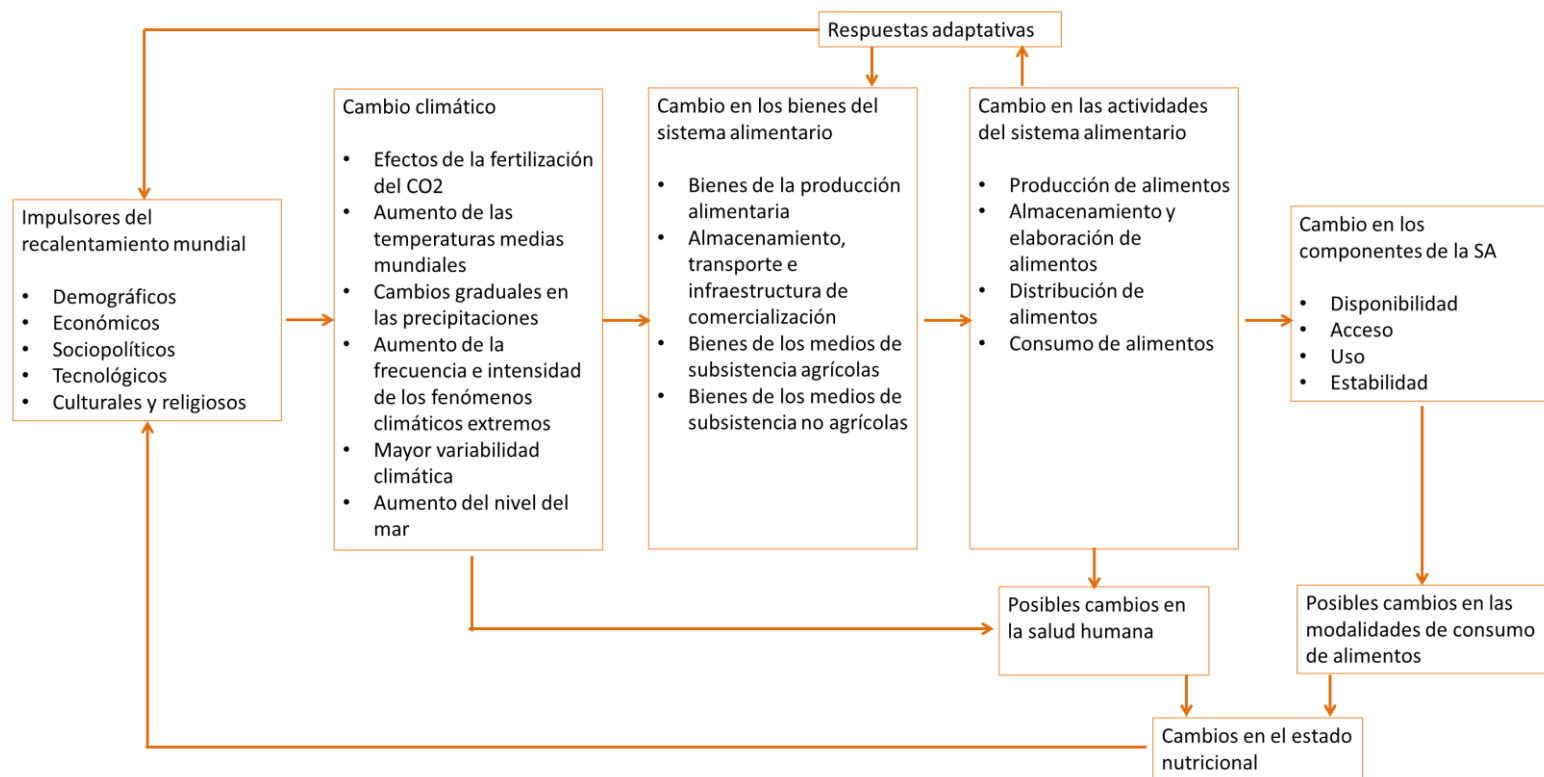 Respuestas adaptativas
Impulsores del
recalentamiento mundial
• Demográficos
• Económicos
• Sociopolíticos
• Tecnológicos
• Culturales y religiosos
Cambio climático
• Efectos de la fertilización
del CO2
• Aumento de las
temperaturas medias
mundiales
• Cambios graduales en
las precipitaciones
• Aumento de la
frecuencia e intensidad
de los fenómenos
climáticos extremos
• Mayor variabilidad
climática
• Aumento del nivel del
mar
Cambio en los bienes del
sistema alimentario
• Bienes de la producción
alimentaria
• Almacenamiento,
transporte e
infraestructura de
comercialización
• Bienes de los medios de
subsistencia agrícolas
• Bienes de los medios de
subsistencia no agrícolas
Cambio en las actividades
del sistema alimentario
• Producción de alimentos
• Almacenamiento y
elaboración de
alimentos
• Distribución de
alimentos
• Consumo de alimentos
Cambio en los
componentes de la SA
• Disponibilidad
• Acceso
• Uso
• Estabilidad
Posibles cambios en
la salud humana
Posibles cambios en las
modalidades de consumo
de alimentos
Cambios en el estado
nutricional